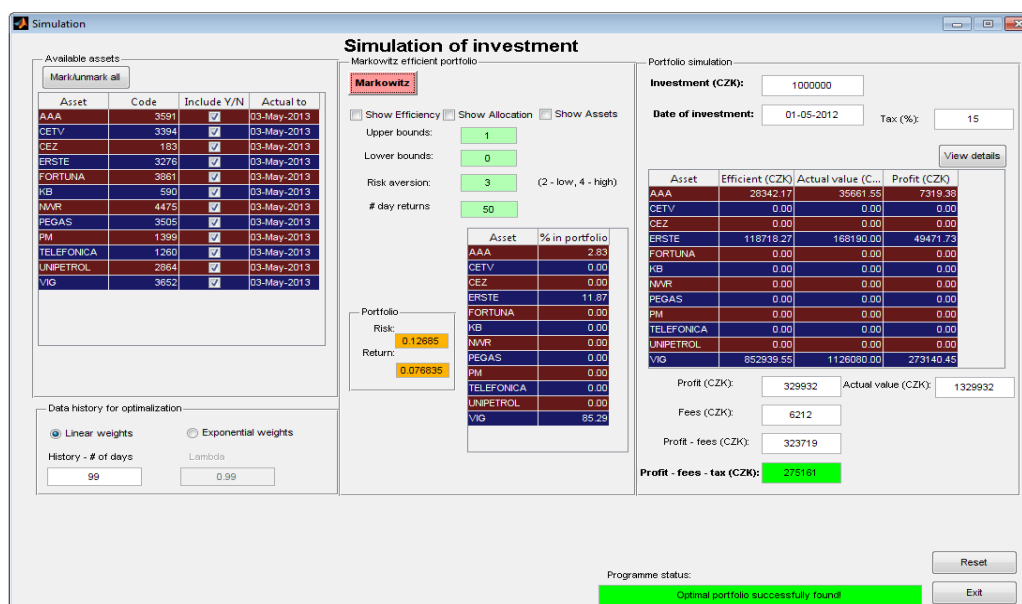 Simulation
Simulation of investment
Available assets
Mark/unmark all
Asset Code Include Y/N Actual to
AAA 3591 03-May-2013
CETV 3394 03-May-2013
CEZ 183 03-May-2013
ERSTE 3276 03-May-2013
FORTUNA 3861 03-May-2013
KB 590 03-May-2013
NWR 4475 03-May-2013
PEGAS 3505 03-May-2013
PM 1399 03-May-2013
TELEFONICA 1260 03-May-2013
UNIPETROL 2864 03-May-2013
VIG 3652 03-May-2013
Data history for optimalization
Linear weights Exponential weights
History - # of days Lambda
99 0.99
Markowitz efficient portfolio
Markowitz
Show Efficiency Show Allocation Show Assets
Upper bounds: 1
Lower bounds: 0
Risk aversion: 3 (2 - low, 4 - high)
# day returns 50
Asset % in portfolio
AAA 2.83
CETV 0.00
CEZ 0.00
ERSTE 11.87
FORTUNA 0.00
KB 0.00
NWR 0.00
PEGAS 0.00
PM 0.00
TELEFONICA 0.00
UNIPETROL 0.00
VIG 85.29
Portfolio
Risk:
0.12685
Return:
0.076835
Portfolio simulation
Investment (CZK): 1000000
Date of investment: 01-05-2012 Tax (%): 15
View details
Asset Efficient (CZK) Actual value (C... Profit (CZK)
AAA 28342.17 35661.55 7319.38
CETV 0.00 0.00 0.00
CEZ 0.00 0.00 0.00
ERSTE 118718.27 168190.00 49471.73
FORTUNA 0.00 0.00 0.00
KB 0.00 0.00 0.00
NWR 0.00 0.00 0.00
PEGAS 0.00 0.00 0.00
PM 0.00 0.00 0.00
TELEFONICA 0.00 0.00 0.00
UNIPETROL 0.00 0.00 0.00
VIG 852939.55 1126080.00 273140.45
Profit (CZK): 329932 Actual value (CZK): 1329932
Fees (CZK): 6212
Profit - fees (CZK): 323719
Profit - fees - tax (CZK): 275161
Reset
Programme status:
Optimal portfolio successfully found!
Exit